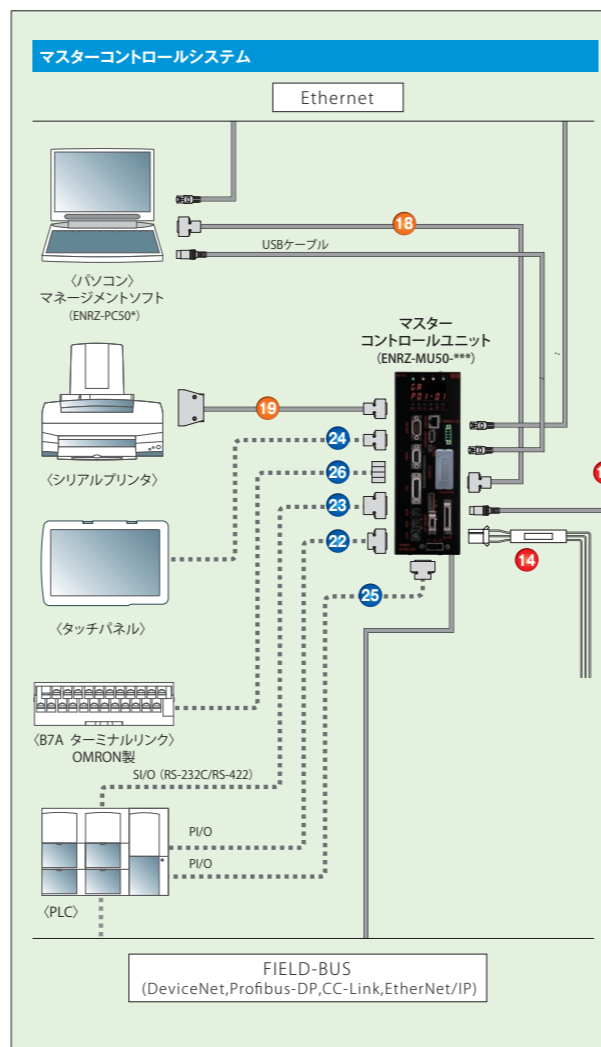 マスターコントロールシステム
Ethernet
18
USBケーブル
〈パソコン〉
マネージメントソフト
(ENRZ-PC50*)
マスター
コントロールユニット
(ENRZ-MU50-***)
19
24
〈シリアルプリンタ〉
26
23
22
14
25
〈タッチパネル〉
〈B7A ターミナルリンク〉
OMRON製
SI/O (RS-232C/RS-422)
PI/O
PI/O
〈PLC〉
FIELD-BUS
(DeviceNet,Profibus-DP,CC-Link,EtherNet/IP)